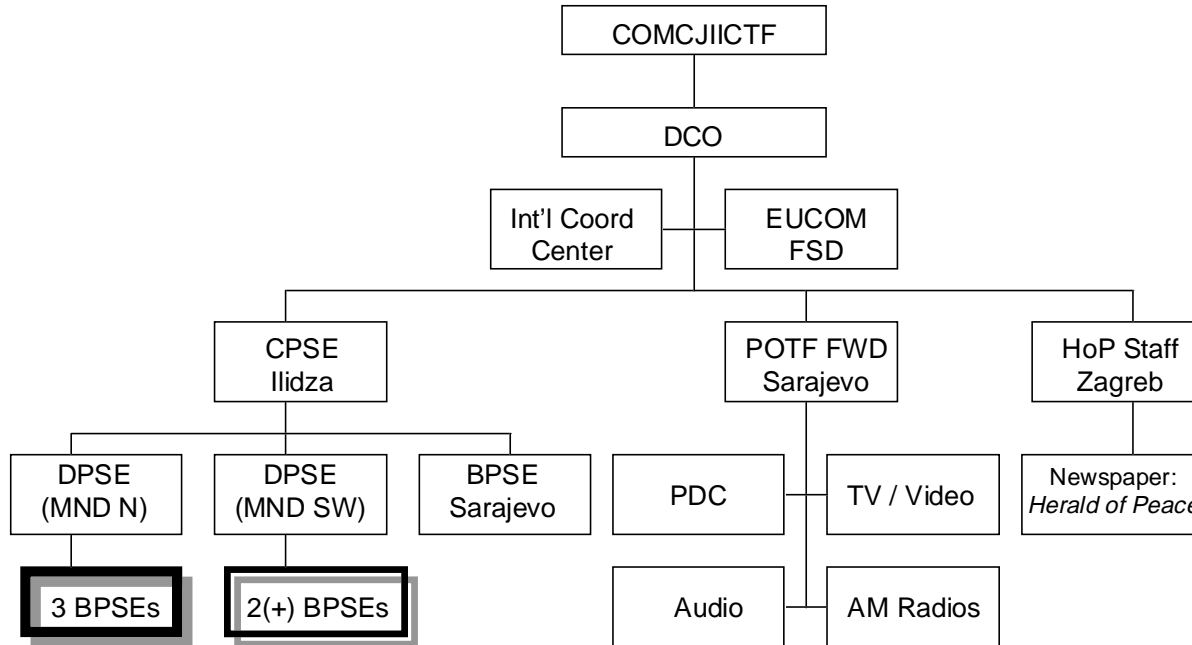 COMCJIICTF
DCO
Int'l Coord
Center
EUCOM
FSD
CPSE
Ilidza
POTF FWD
Sarajevo
HoP Staff
Zagreb
DPSE
(MND N)
DPSE
(MND SW)
BPSE
Sarajevo
PDC
TV / Video
Newspaper:
Herald of Peace
3 BPSEs
2(+) BPSEs
Audio
AM Radios